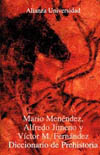 Alianza Universidad
Mario Menéndez,
Alfredo Jimeno y
Víctor M. Fernández
Diccionario de Prehistoria